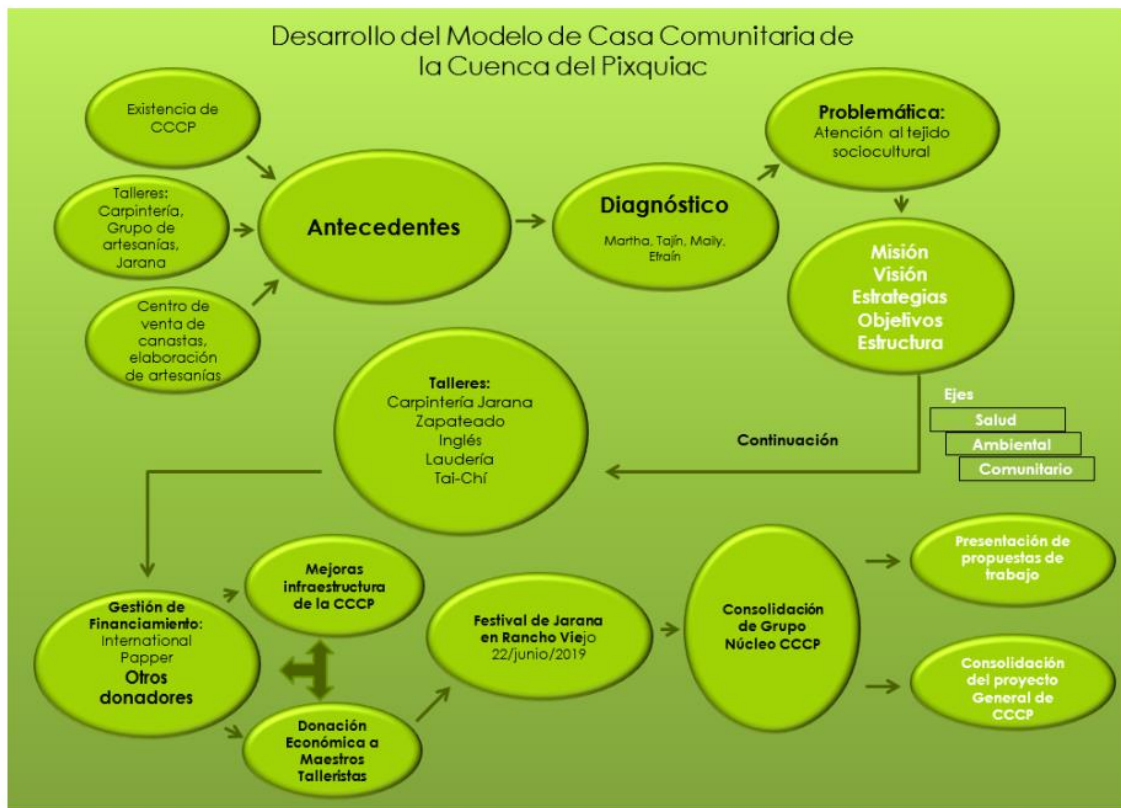 Desarrollo del Modelo de Casa Comunitaria de
la Cuenca del Pixquiac
Existencia de
CCCP
Talleres:
Carpintería,
Grupo de
artesanías,
Jarana
Centro de
venta de
canastas,
elaboración
de artesanías
Antecedentes
Diagnóstico
Martha, Tajín, Maily,
Efraín
Problemática:
Atención al tejido
sociocultural
Misión
Visión
Estrategias
Objetivos
Estructura
Ejes
Salud
Ambiental
Comunitario
Continuación
Talleres:
Carpintería Jarana
Zapateado
Inglés
Laudería
Tai-Chí
Gestión de
Financiamiento:
International
Papper
Otros
donadores
Mejoras
infraestructura
de la CCCP
Donación
Económica a
Maestros
Talleristas
Festival de Jarana
en Rancho Viejo
22/junio/2019
Consolidación
de Grupo
Núcleo CCCP
Presentación de
propuestas de
trabajo
Consolidación
del proyecto
General de
CCCP